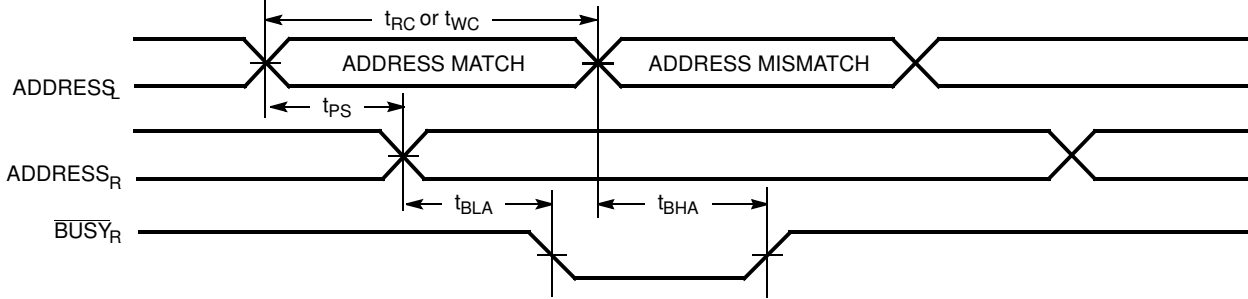 tRC or tWC
ADDRESS MATCH
ADDRESS MISMATCH
ADDRESSL
tPS
ADDRESSR
tBLA
tBHA
BUSYR